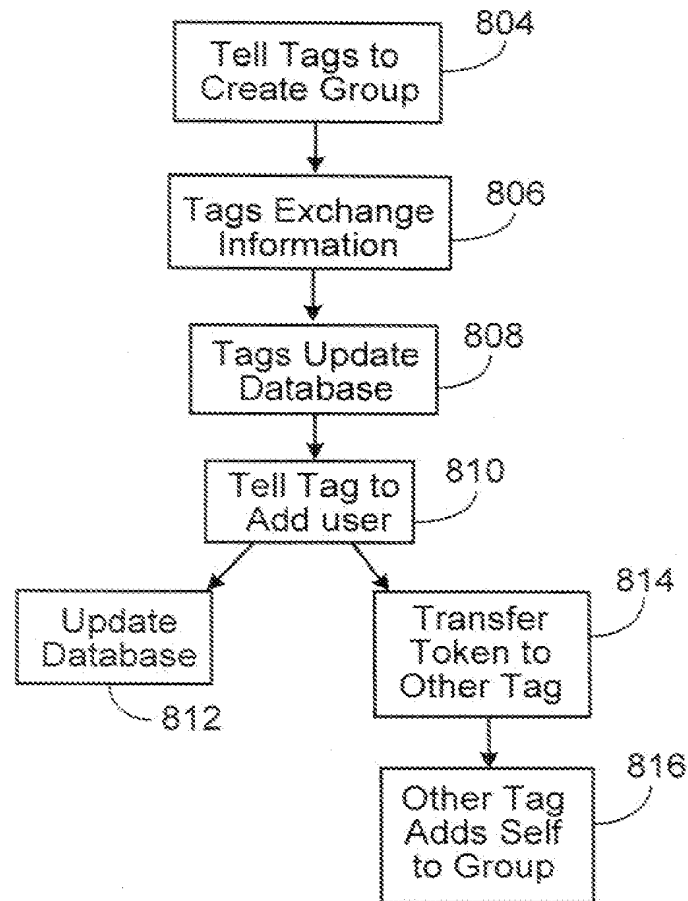 804
Tell Tags to
Create Group
806
Tags Exchange
Information
808
Tags Update
Database
810
Tell Tag to
Add user
814
Update
Database
812
Transfer
Token to
Other Tag
816
Other Tag
Adds Self
to Group